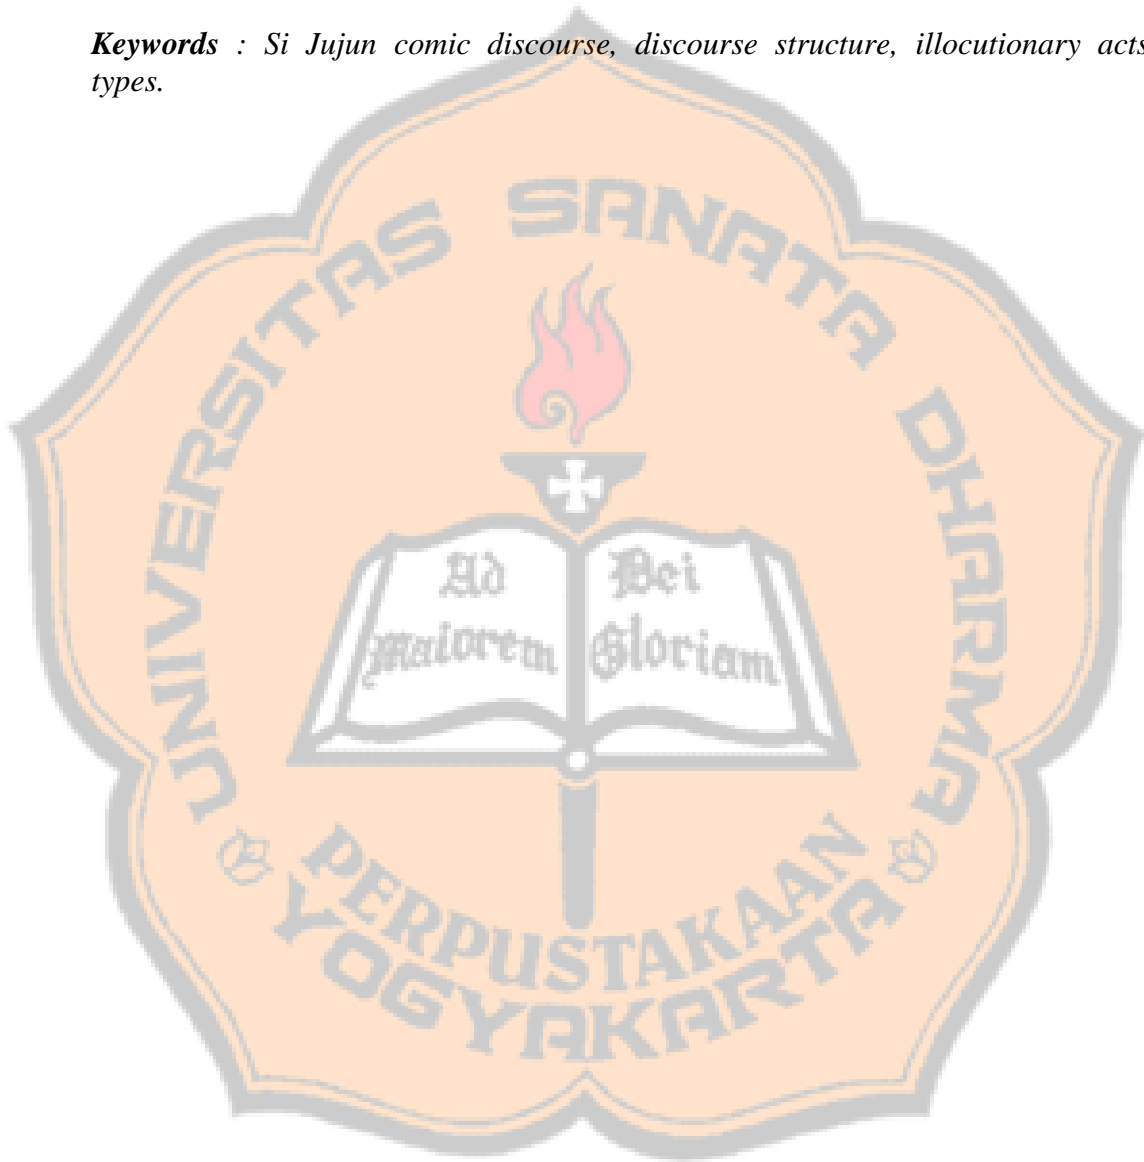 Keywords : Si Jujun comic discourse, discourse structure, illocutionary acts
types.
UNIVERSITAS SANATA DHARMA
Ad
Maiorem
Dei
Gloriam
PERPUSTAKAAN
YOGYAKARTA